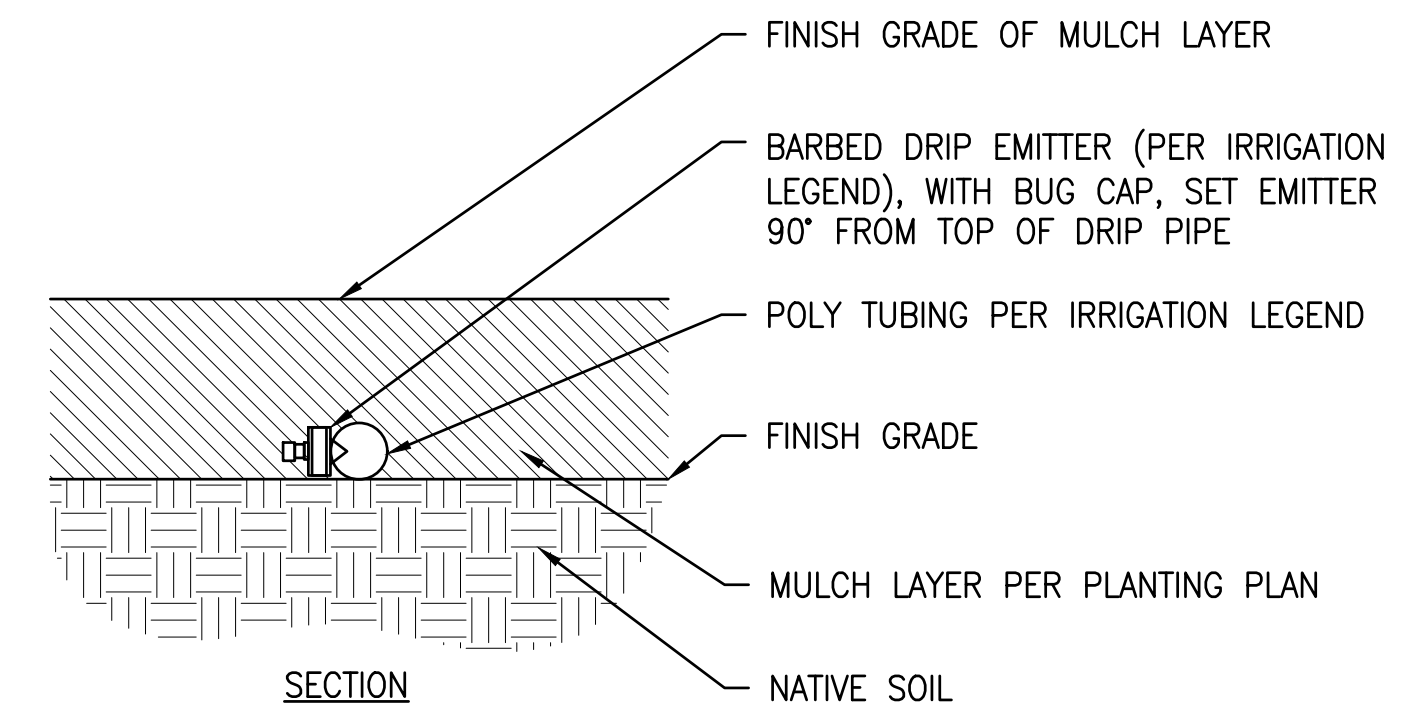 FINISH GRADE OF MULCH LAYER
BARBED DRIP EMITTER (PER IRRIGATION
LEGEND), WITH BUG CAP, SET EMITTER
90° FROM TOP OF DRIP PIPE
POLY TUBING PER IRRIGATION LEGEND
FINISH GRADE
MULCH LAYER PER PLANTING PLAN
NATIVE SOIL
SECTION